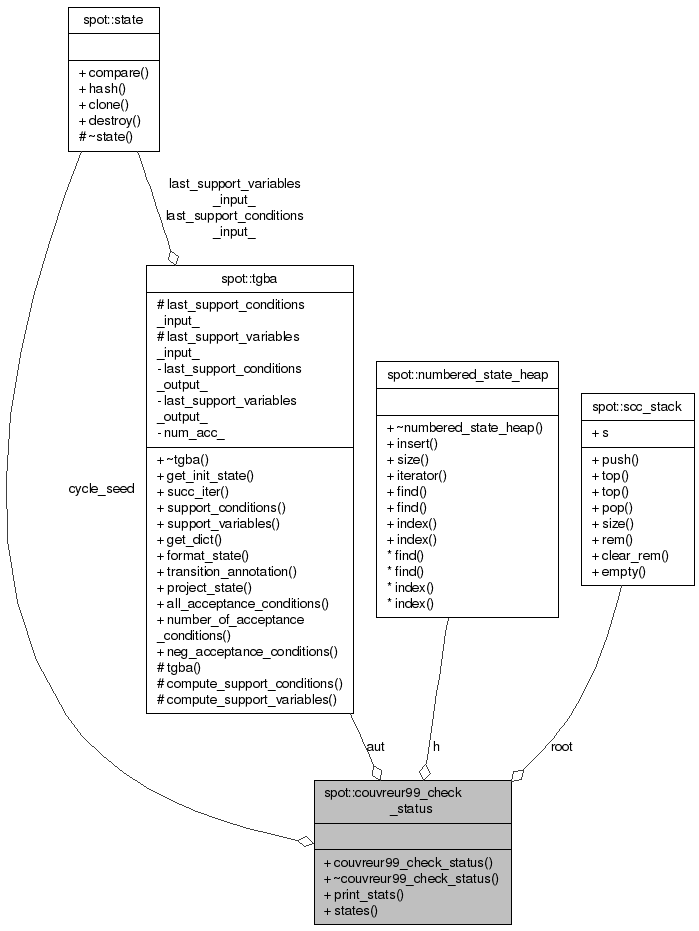 spot::state
+ compare()
+ hash()
+ clone()
+ destroy()
# ~state()
last_support_variables
_input_
last_support_conditions
_input_
spot::tgba
# last_support_conditions
_input_
# last_support_variables
_input_
- last_support_conditions
_output_
- last_support_variables
_output_
- num_acc_
+ ~tgba()
+ get_init_state()
+ succ_iter()
+ support_conditions()
+ support_variables()
+ get_dict()
+ format_state()
+ transition_annotation()
+ project_state()
+ all_acceptance_conditions()
+ number_of_acceptance
_conditions()
+ neg_acceptance_conditions()
# tgba()
# compute_support_conditions()
# compute_support_variables()
spot::numbered_state_heap
+ ~numbered_state_heap()
+ insert()
+ size()
+ iterator()
+ find()
+ find()
+ index()
+ index()
* find()
* find()
* index()
* index()
spot::scc_stack
+ s
+ push()
+ top()
+ top()
+ pop()
+ size()
+ rem()
+ clear_rem()
+ empty()
cycle_seed
aut
h
root
spot::couvreur99_check
_status
+ couvreur99_check_status()
+ ~couvreur99_check_status()
+ print_stats()
+ states()